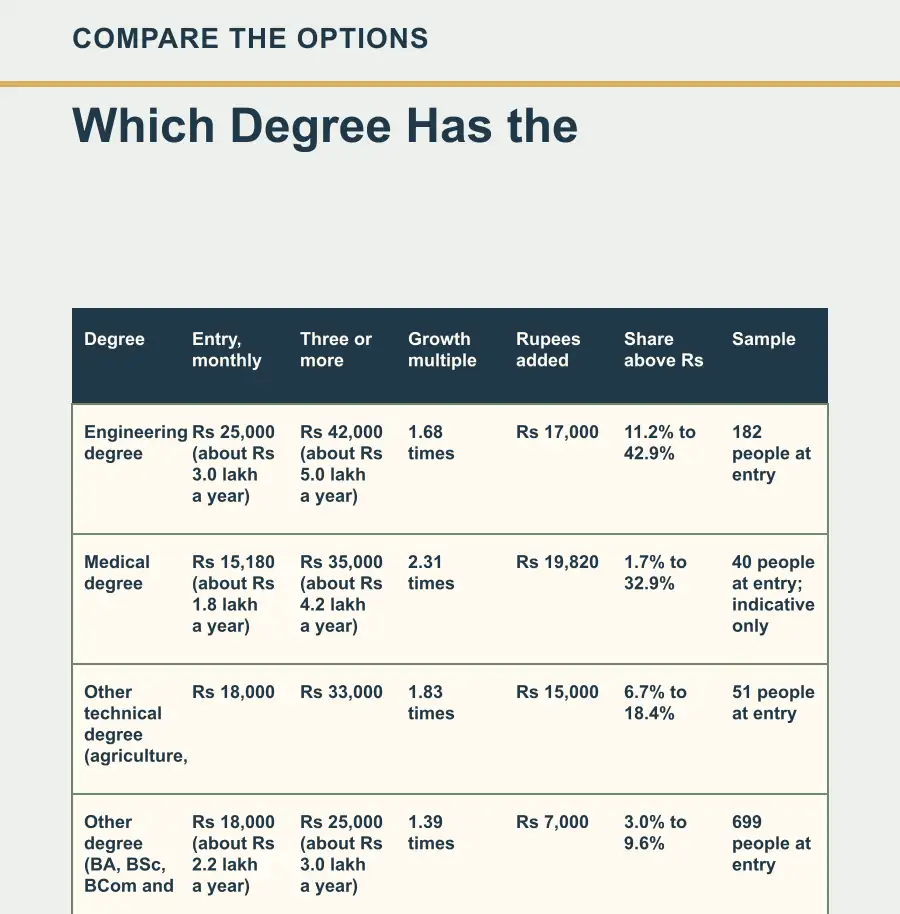 COMPARE THE OPTIONS
Which Degree Has the
Degree
Entry,
monthly
Three or
more
Growth
multiple
Rupees
added
Share
above Rs
Sample
Engineering
degree
Rs 25,000
(about Rs
3.0 lakh
a year)
Rs 42,000
(about Rs
5.0 lakh
a year)
1.68
times
Rs 17,000
11.2% to
42.9%
182
people at
entry
Medical
degree
Rs 15,180
(about Rs
1.8 lakh
a year)
Rs 35,000
(about Rs
4.2 lakh
a year)
2.31
times
Rs 19,820
1.7% to
32.9%
40 people
at entry;
indicative
only
Other
technical
degree
(agriculture,
Rs 18,000
Rs 33,000
1.83
times
Rs 15,000
6.7% to
18.4%
51 people
at entry
Other
degree
(BA, BSc,
BCom and
Rs 18,000
(about Rs
2.2 lakh
a year)
Rs 25,000
(about Rs
3.0 lakh
a year)
1.39
times
Rs 7,000
3.0% to
9.6%
699
people at
entry